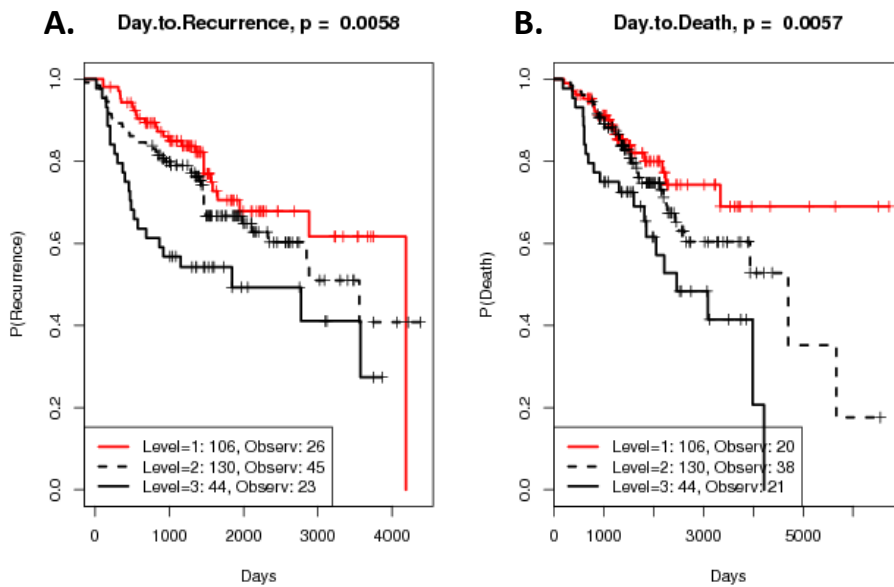 A.
Day.to.Recurrence, p = 0.0058
P(Recurrence)
1.0
0.8
0.6
0.4
0.2
0.0
Level=1: 106, Observ: 26
Level=2: 130, Observ: 45
Level=3: 44, Observ: 23
0 1000 2000 3000 4000
Days
B.
Day.to.Death, p = 0.0057
P(Death)
1.0
0.8
0.6
0.4
0.2
0.0
Level=1: 106, Observ: 20
Level=2: 130, Observ: 38
Level=3: 44, Observ: 21
0 1000 3000 5000
Days